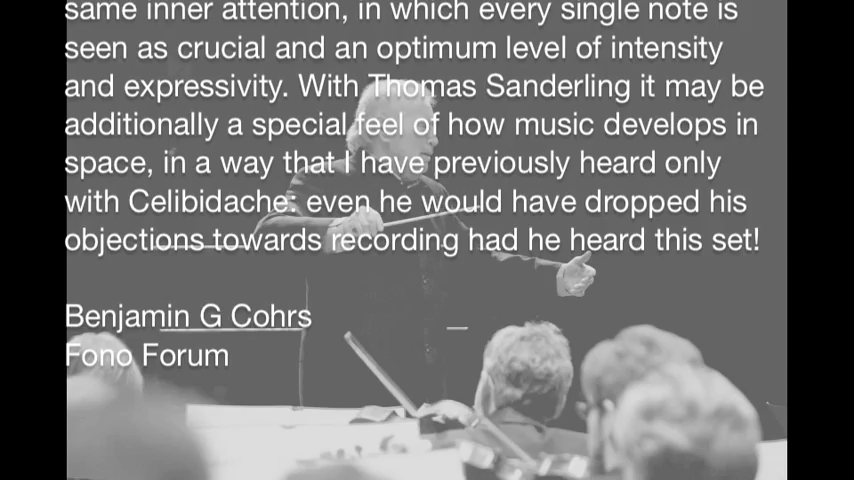 same inner attention, in which every single note is
seen as crucial and an optimum level of intensity
and expressivity. With Thomas Sanderling it may be
additionally a special feel of how music develops in
space, in a way that I have previously heard only
with Celibidache: even he would have dropped his
objections towards recording had he heard this set!
Benjamin G Cohrs
Fono Forum